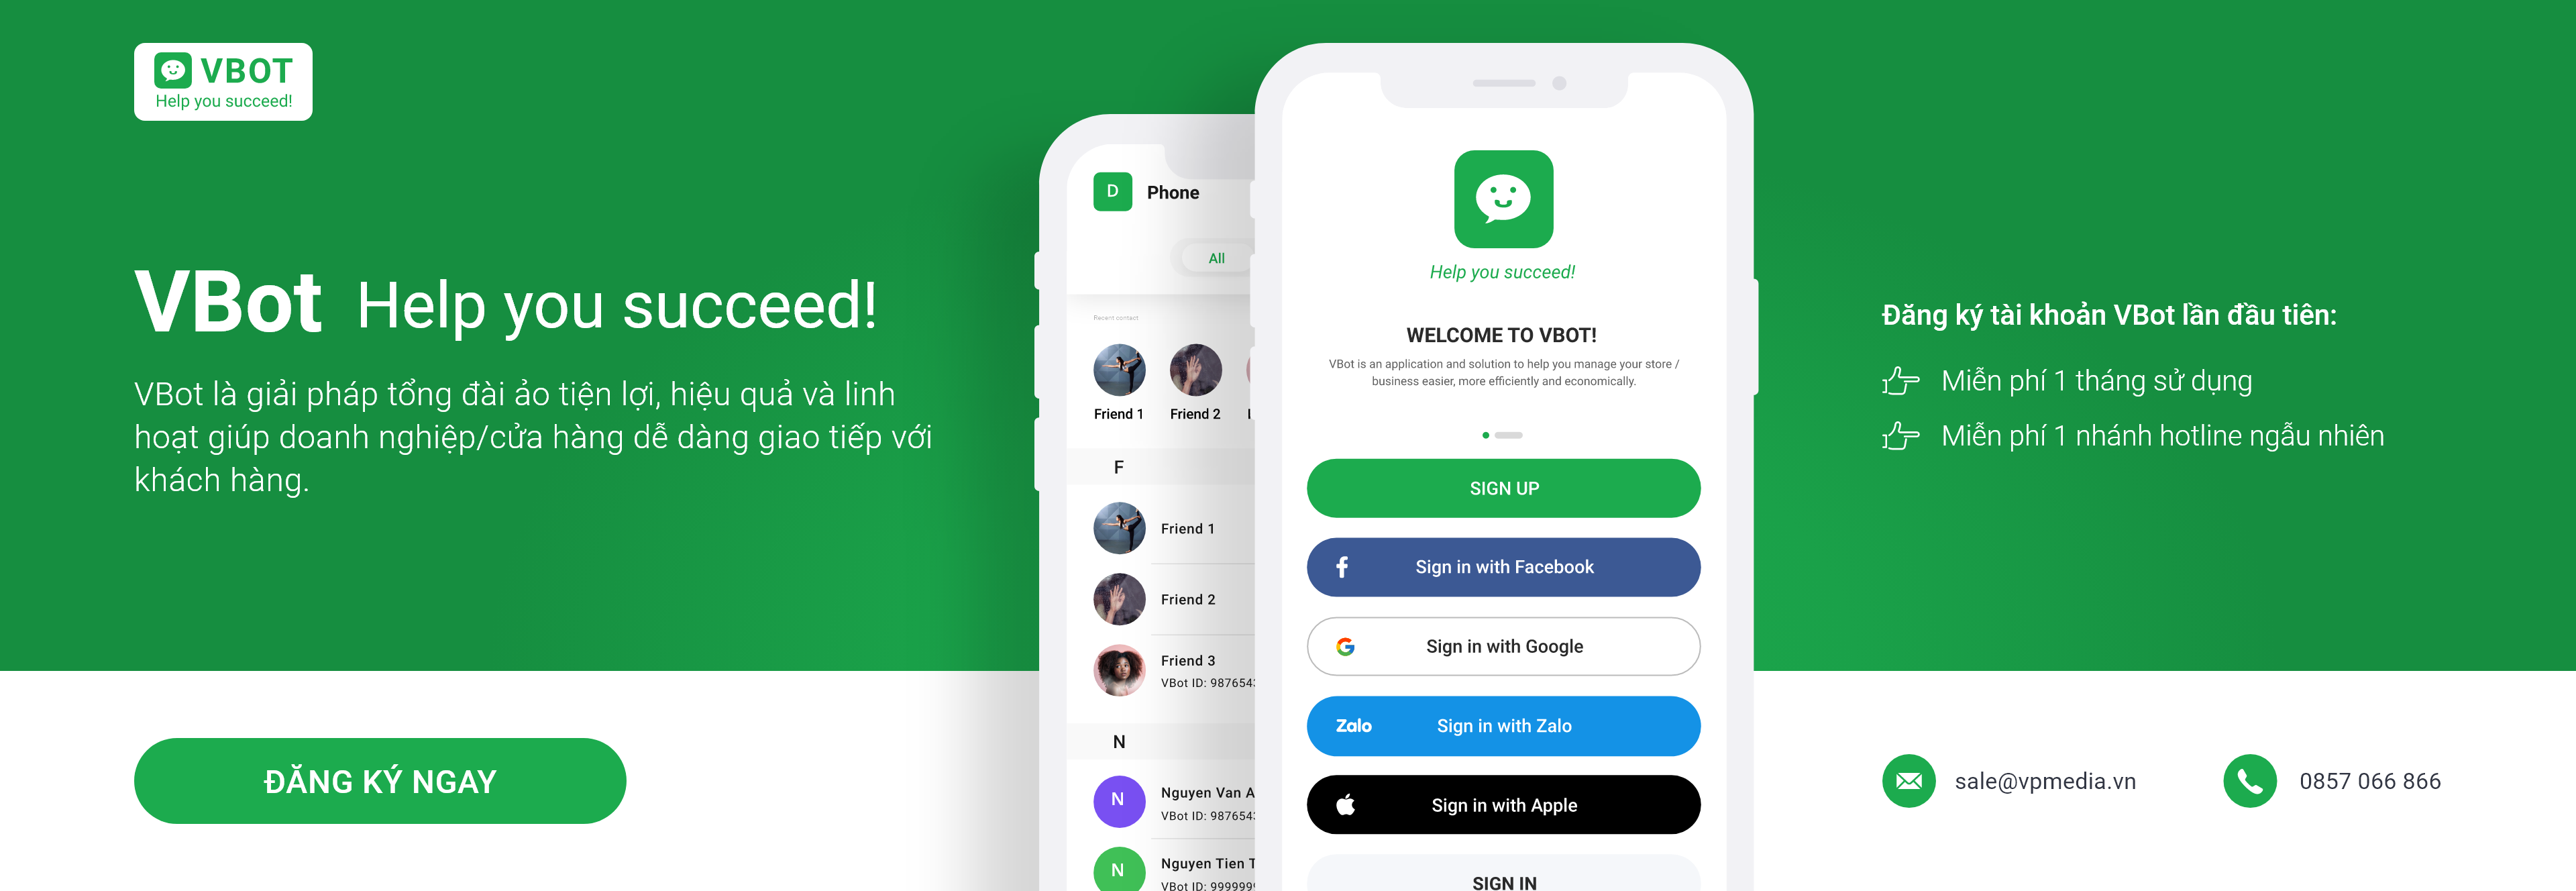 VBOT
Help you succeed!
VBot Help you succeed!
VBot là giải pháp tổng đài ảo tiện lợi, hiệu quả và linh
hoạt giúp doanh nghiệp/cửa hàng dễ dàng giao tiếp với
khách hàng.
ĐĂNG KÝ NGAY
D
Phone
All
Recent contact
Friend 1
Friend 2
F
Friend 1
Friend 2
Friend 3
VBot ID: 987654
N
N
Nguyen Van A
VBot ID: 987654
N
Nguyen Tien T
VBot ID: 999999
Help you succeed!
WELCOME TO VBOT!
VBot is an application and solution to help you manage your store /
business easier, more efficiently and economically.
SIGN UP
Sign in with Facebook
Sign in with Google
Zalo Sign in with Zalo
Sign in with Apple
SIGN IN
Đăng ký tài khoản VBot lần đầu tiên:
Miễn phí 1 tháng sử dụng
Miễn phí 1 nhánh hotline ngẫu nhiên
sale@vpmedia.vn
0857 066 866